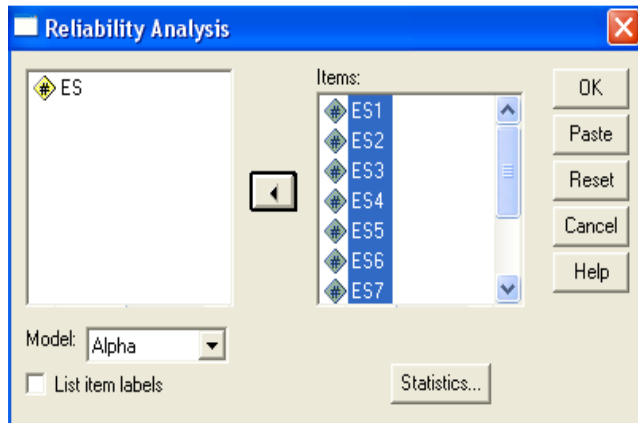 Reliability Analysis
# ES
Items:
# ES1
# ES2
# ES3
# ES4
# ES5
# ES6
# ES7
OK
Paste
Reset
Cancel
Help
Model: Alpha
List item labels
Statistics...